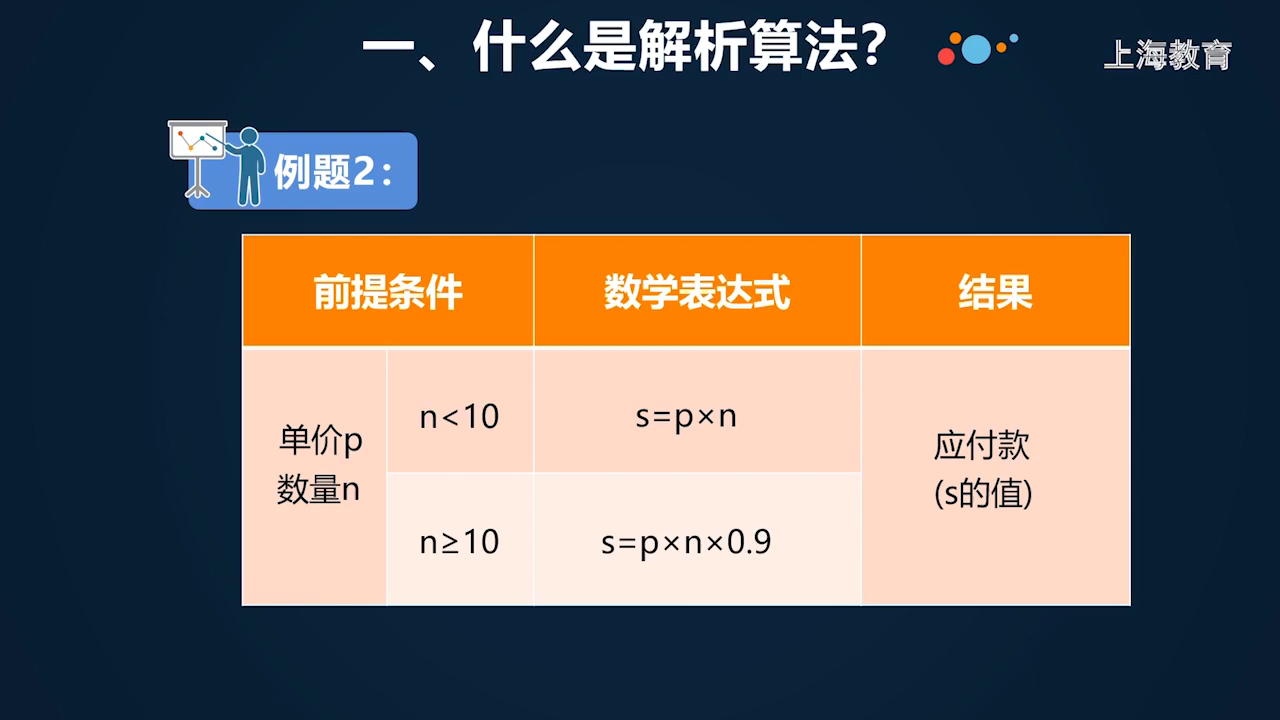 一、什么是解析算法？
上海教育
例题2：
前提条件
数学表达式
结果
单价p
数量n
n<10
s=p×n
n≥10
s=p×n×0.9
应付款
(s的值)